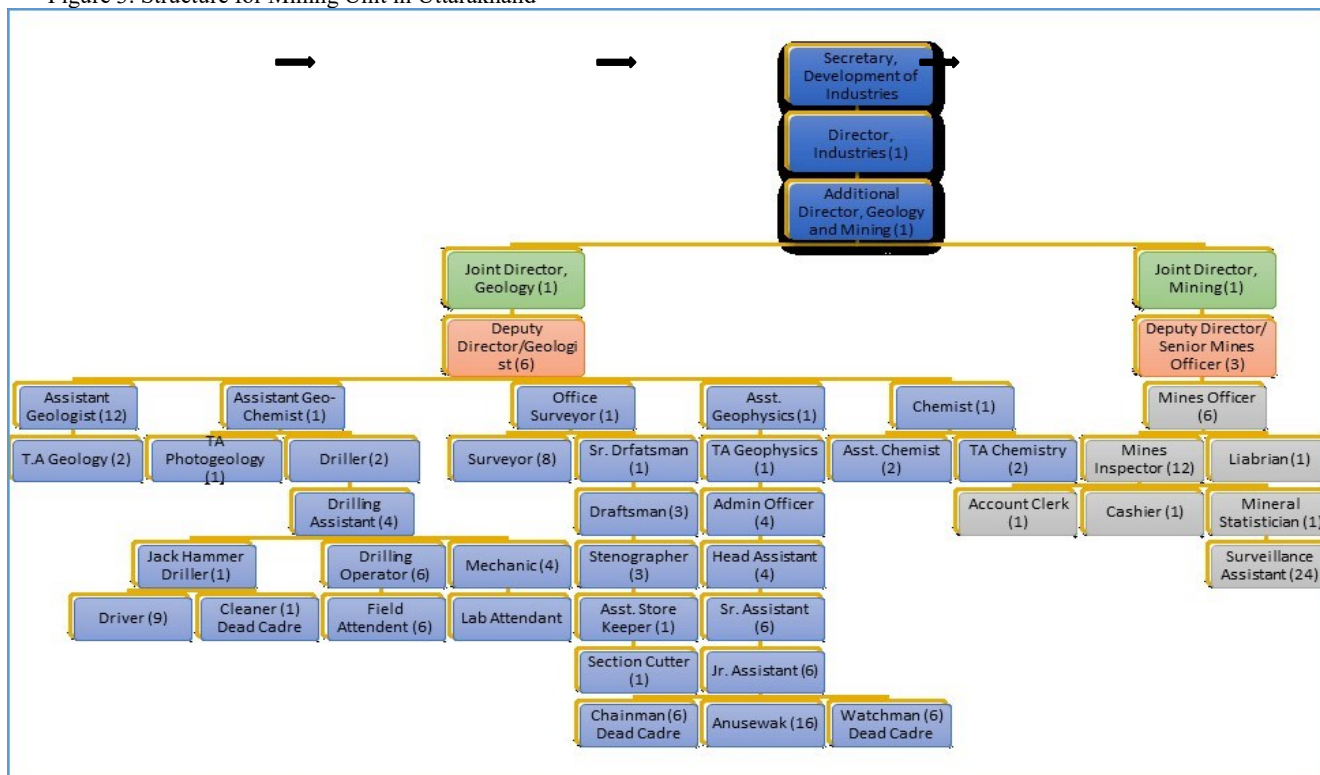 Figure 3: Structure for Mining Unit in Uttarakhand
Secretary,
Development of
Industries
Director,
Industries (1)
Additional
Director, Geology
and Mining (1)
Joint Director,
Geology (1)
Joint Director,
Mining (1)
Deputy
Director/Geologi
st (6)
Deputy Director/
Senior Mines
Officer (3)
Assistant
Geologist (12)
Assistant Geo-
Chemist (1)
Office
Surveyor (1)
Asst.
Geophysics (1)
Chemist (1)
Mines Officer
(6)
T.A Geology (2)
TA
Photogeology
(1)
Driller (2)
Surveyor (8)
Sr. Drfatsman
(1)
TA Geophysics
(1)
Asst. Chemist
(2)
TA Chemistry
(2)
Mines
Inspector (12)
Liabrian (1)
Drilling
Assistant (4)
Draftsman (3)
Admin Officer
(4)
Account Clerk
(1)
Cashier (1)
Mineral
Statistician (1)
Jack Hammer
Driller (1)
Drilling
Operator (6)
Mechanic (4)
Stenographer
(3)
Head Assistant
(4)
Surveillance
Assistant (24)
Driver (9)
Cleaner (1)
Dead Cadre
Field
Attendent (6)
Lab Attendant
Asst. Store
Keeper (1)
Sr. Assistant
(6)
Section Cutter
(1)
Jr. Assistant (6)
Chainman (6)
Dead Cadre
Anusewak (16)
Watchman (6)
Dead Cadre